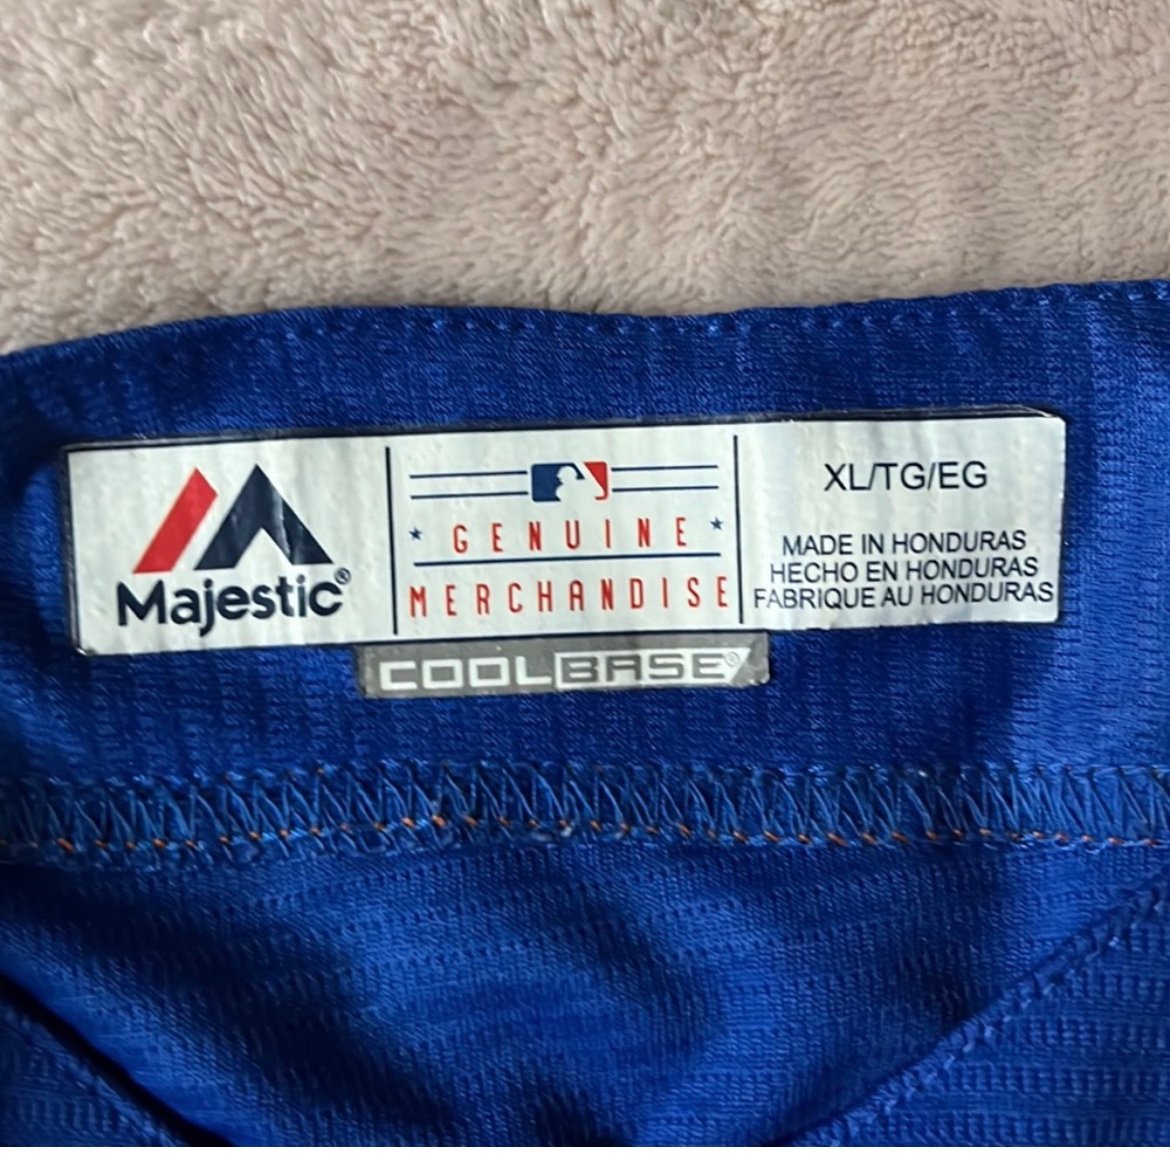 Majestic®
GENUINE
MERCHANDISE
XL/TG/EG
MADE IN HONDURAS
HECHO EN HONDURAS
FABRIQUE AU HONDURAS
COOLBASE®